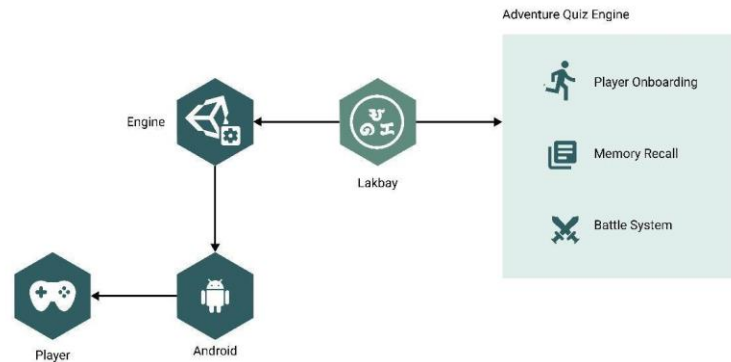 Adventure Quiz Engine
Player Onboarding
Engine
Memory Recall
Lakbay
Battle System
Player
Android